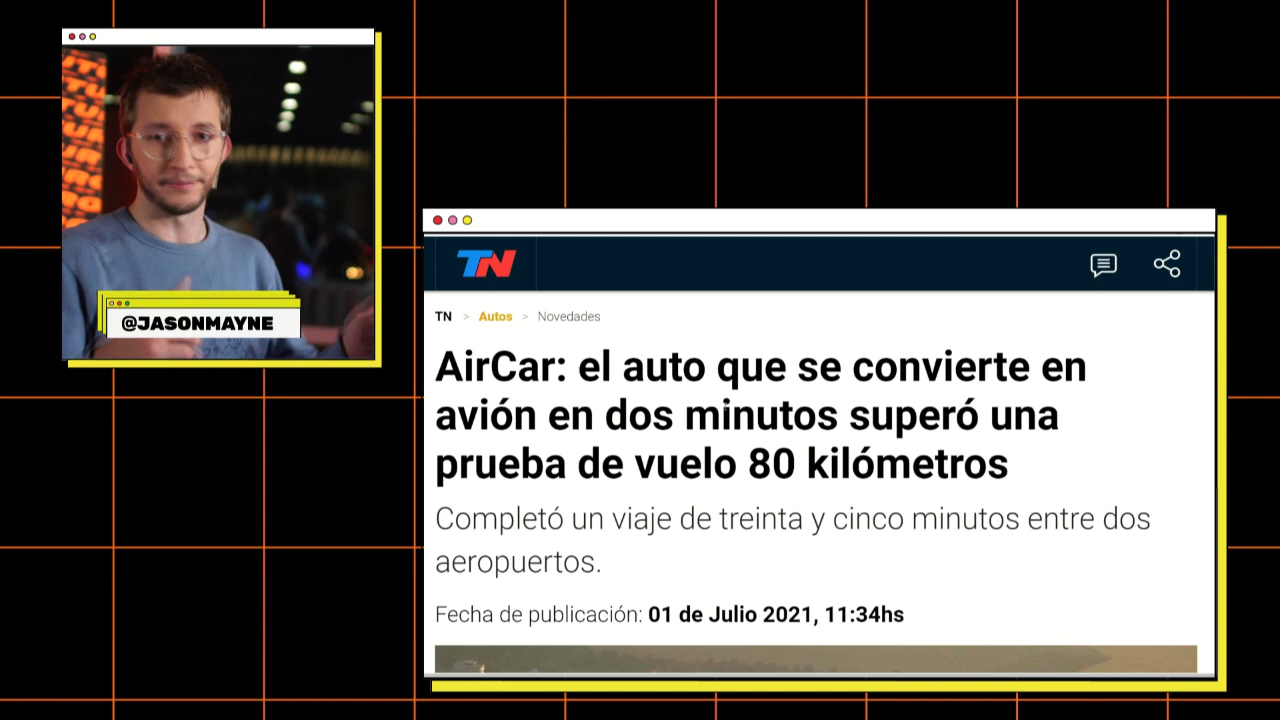 @JASONMAYNE
TN
TN > Autos > Novedades
AirCar: el auto que se convierte en
avión en dos minutos superó una
prueba de vuelo 80 kilómetros
Completó un viaje de treinta y cinco minutos entre dos
aeropuertos.
Fecha de publicación: 01 de Julio 2021, 11:34hs